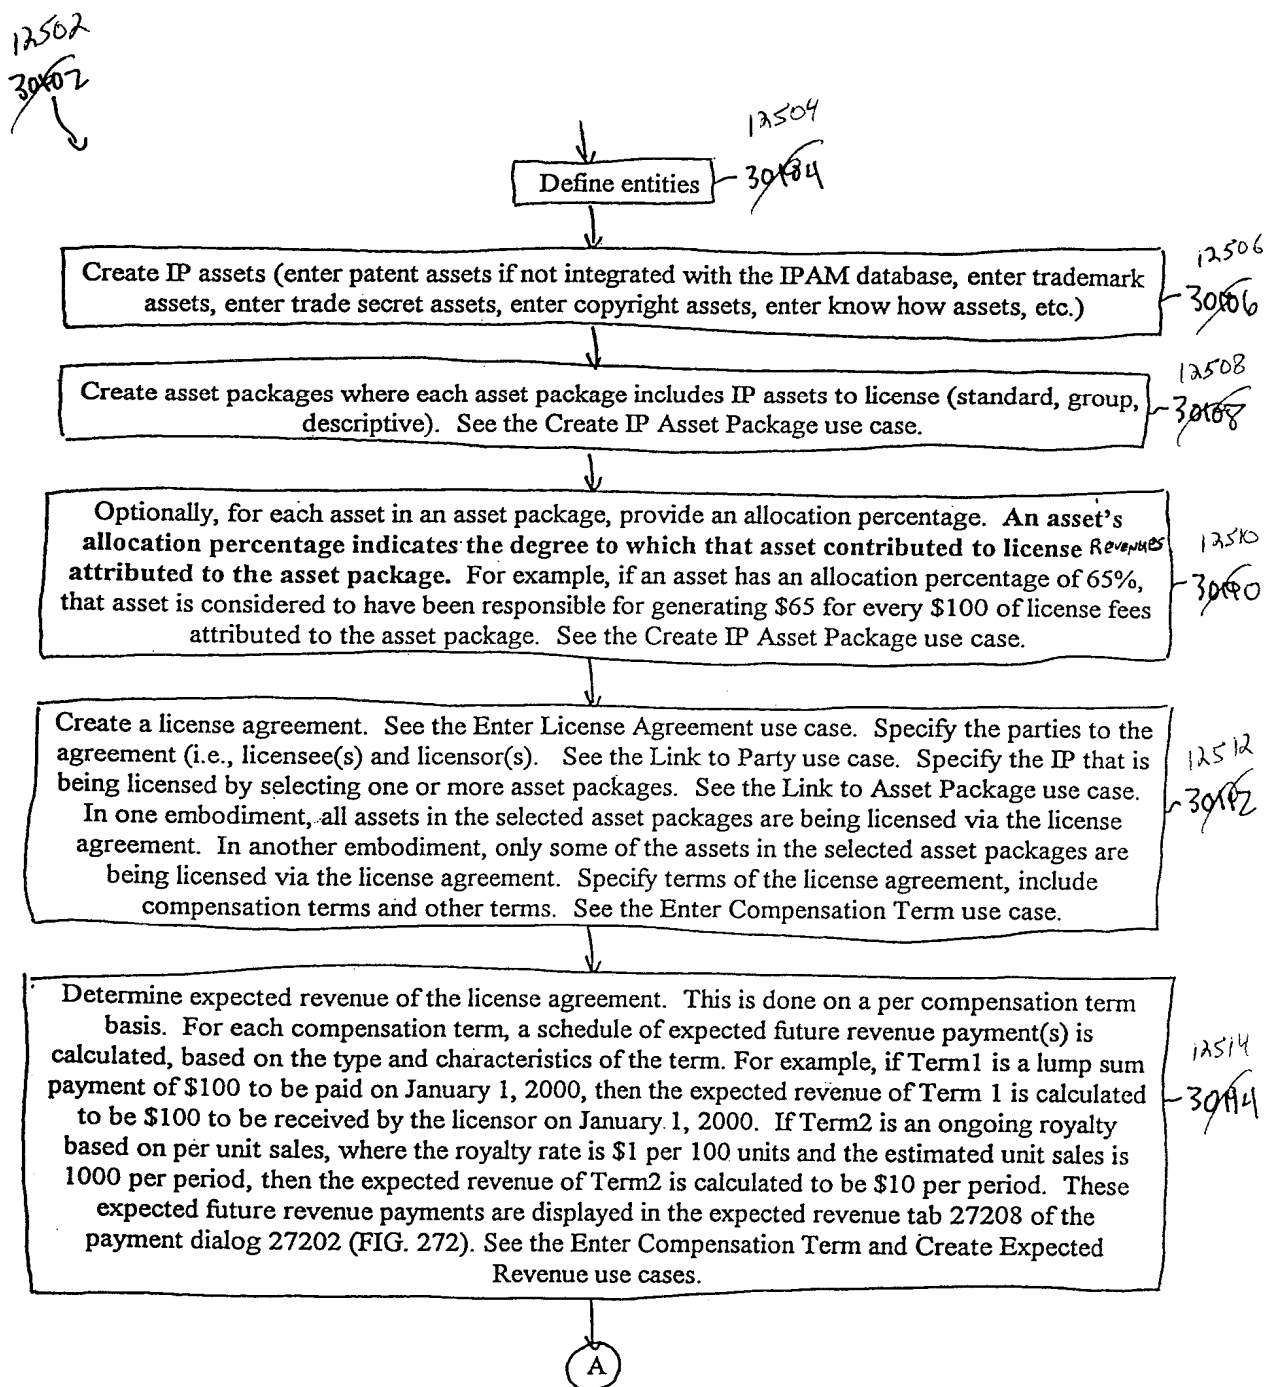 12502
30102
12504
Define entities
30104
12506
Create IP assets (enter patent assets if not integrated with the IPAM database, enter trademark
assets, enter trade secret assets, enter copyright assets, enter know how assets, etc.)
30106
12508
Create asset packages where each asset package includes IP assets to license (standard, group,
descriptive). See the Create IP Asset Package use case.
30108
Optionally, for each asset in an asset package, provide an allocation percentage. An asset's
allocation percentage indicates the degree to which that asset contributed to license Revenues
attributed to the asset package. For example, if an asset has an allocation percentage of 65%,
that asset is considered to have been responsible for generating $65 for every $100 of license fees
attributed to the asset package. See the Create IP Asset Package use case.
12510
30110
Create a license agreement. See the Enter License Agreement use case. Specify the parties to the
agreement (i.e., licensee(s) and licensor(s). See the Link to Party use case. Specify the IP that is
being licensed by selecting one or more asset packages. See the Link to Asset Package use case.
In one embodiment, all assets in the selected asset packages are being licensed via the license
agreement. In another embodiment, only some of the assets in the selected asset packages are
being licensed via the license agreement. Specify terms of the license agreement, include
compensation terms and other terms. See the Enter Compensation Term use case.
12512
30112
Determine expected revenue of the license agreement. This is done on a per compensation term
basis. For each compensation term, a schedule of expected future revenue payment(s) is
calculated, based on the type and characteristics of the term. For example, if Term1 is a lump sum
payment of $100 to be paid on January 1, 2000, then the expected revenue of Term 1 is calculated
to be $100 to be received by the licensor on January 1, 2000. If Term2 is an ongoing royalty
based on per unit sales, where the royalty rate is $1 per 100 units and the estimated unit sales is
1000 per period, then the expected revenue of Term2 is calculated to be $10 per period. These
expected future revenue payments are displayed in the expected revenue tab 27208 of the
payment dialog 27202 (FIG. 272). See the Enter Compensation Term and Create Expected
Revenue use cases.
12514
30114
A